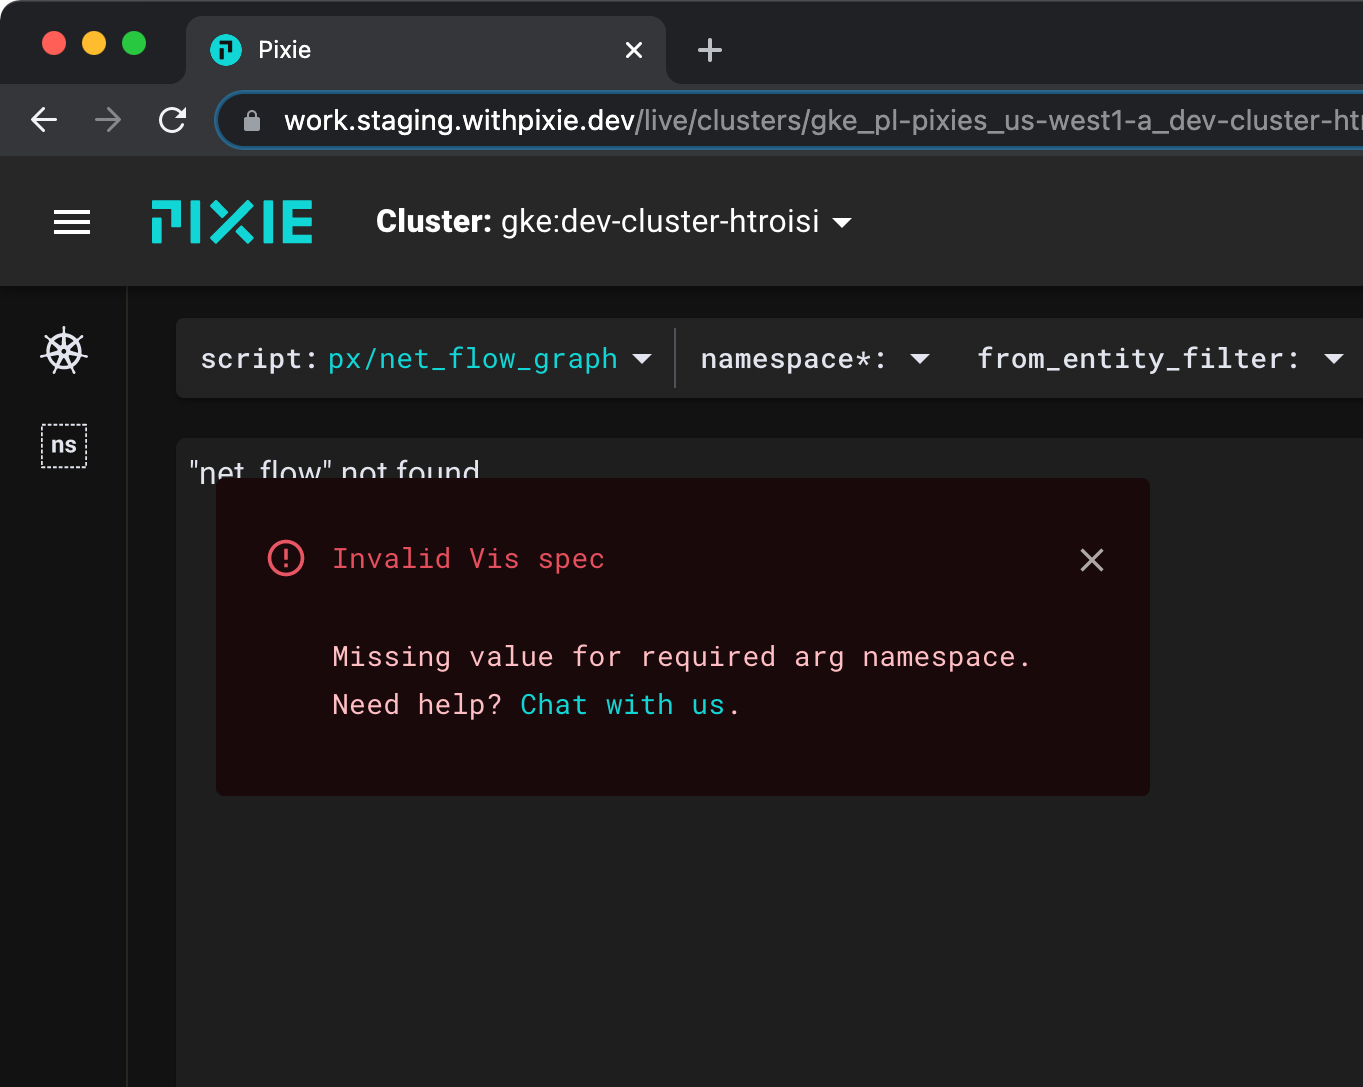 Pixie
work.staging.withpixie.dev/live/clusters/gke_pl-pixies_us-west1-a_dev-cluster-ht
PIXIE
Cluster: gke:dev-cluster-htroisi
script: px/net_flow_graph
namespace*:
from_entity_filter:
ns
"net_flow" not found
Invalid Vis spec
Missing value for required arg namespace.
Need help? Chat with us.